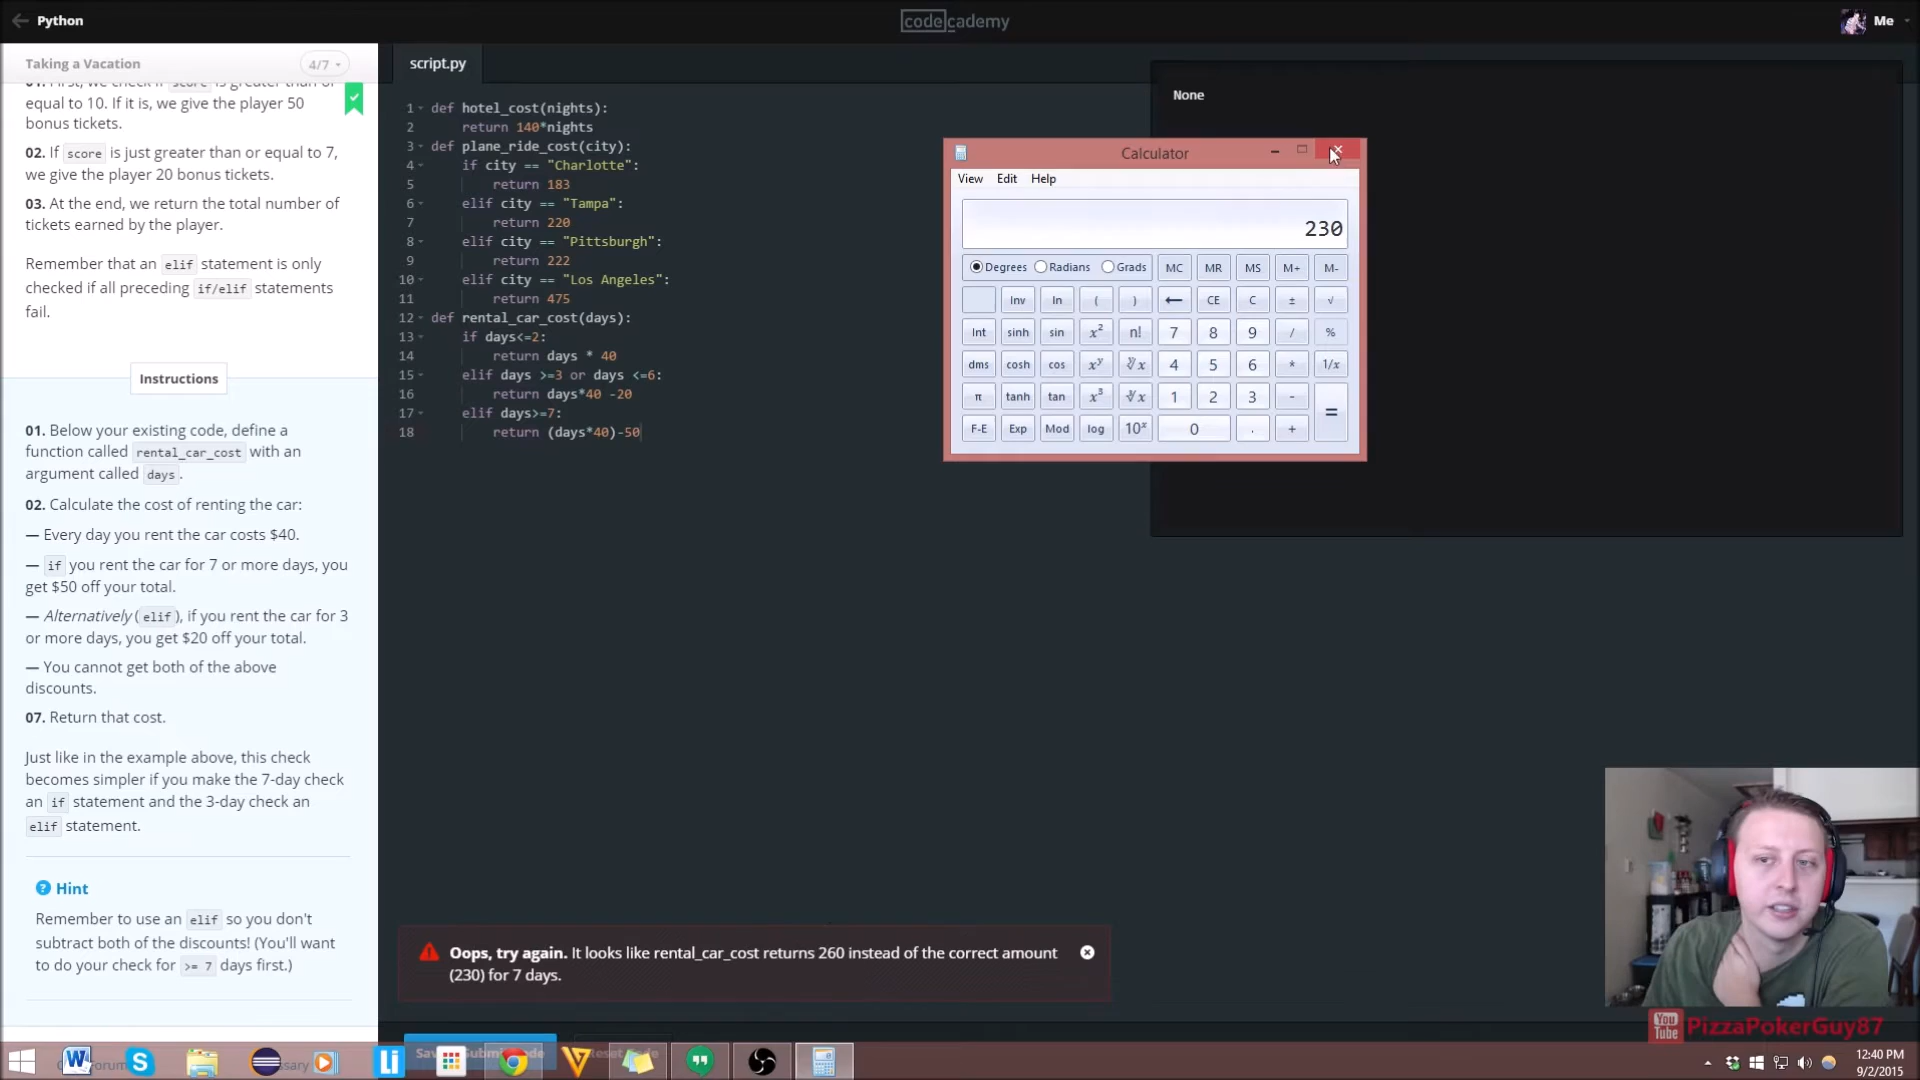 Python
codecademy
Me
Taking a Vacation
4/7
script.py
equal to 10. If it is, we give the player 50
bonus tickets.
02. If score is just greater than or equal to 7,
we give the player 20 bonus tickets.
03. At the end, we return the total number of
tickets earned by the player.
Remember that an elif statement is only
checked if all preceding if/elif statements
fail.
Instructions
01. Below your existing code, define a
function called rental_car_cost with an
argument called days.
02. Calculate the cost of renting the car:
— Every day you rent the car costs $40.
— if you rent the car for 7 or more days, you
get $50 off your total.
— Alternatively (elif), if you rent the car for 3
or more days, you get $20 off your total.
— You cannot get both of the above
discounts.
07. Return that cost.
Just like in the example above, this check
becomes simpler if you make the 7-day check
an if statement and the 3-day check an
elif statement.
Hint
Remember to use an elif so you don't
subtract both of the discounts! (You'll want
to do your check for >= 7 days first.)
1 def hotel_cost(nights):
2 return 140*nights
3 def plane_ride_cost(city):
4 if city == "Charlotte":
5 return 183
6 elif city == "Tampa":
7 return 220
8 elif city == "Pittsburgh":
9 return 222
10 elif city == "Los Angeles":
11 return 475
12 def rental_car_cost(days):
13 if days<=2:
14 return days * 40
15 elif days >=3 or days <=6:
16 return days*40 -20
17 elif days>=7:
18 return (days*40)-50
None
Calculator
View Edit Help
230
Degrees Radians Grads MC MR MS M+ M-
Inv ln ( ) ← CE C ± √
Int sinh sin x² n! 7 8 9 / %
dms cosh cos xʸ ʸ√x 4 5 6 * 1/x
π tanh tan x³ ³√x 1 2 3 - =
F-E Exp Mod log 10ˣ 0 . +
Oops, try again. It looks like rental_car_cost returns 260 instead of the correct amount
(230) for 7 days.
You
Tube
PizzaPokerGuy87
12:40 PM
9/2/2015